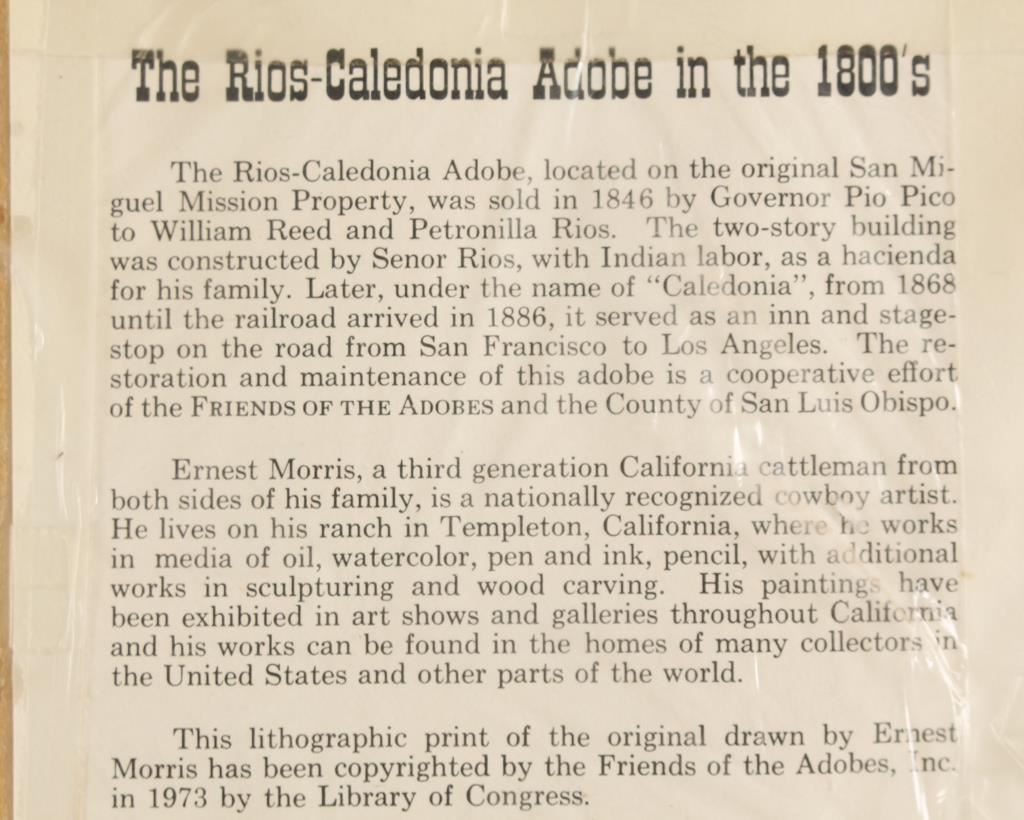 The Rios-Caledonia Adobe in the 1800's
The Rios-Caledonia Adobe, located on the original San Mi-
guel Mission Property, was sold in 1846 by Governor Pio Pico
to William Reed and Petronilla Rios. The two-story building
was constructed by Senor Rios, with Indian labor, as a hacienda
for his family. Later, under the name of “Caledonia”, from 1868
until the railroad arrived in 1886, it served as an inn and stage-
stop on the road from San Francisco to Los Angeles. The re-
storation and maintenance of this adobe is a cooperative effort
of the FRIENDS OF THE ADOBES and the County of San Luis Obispo.
Ernest Morris, a third generation California cattleman from
both sides of his family, is a nationally recognized cowboy artist.
He lives on his ranch in Templeton, California, where he works
in media of oil, watercolor, pen and ink, pencil, with additional
works in sculpturing and wood carving. His paintings have
been exhibited in art shows and galleries throughout California
and his works can be found in the homes of many collectors in
the United States and other parts of the world.
This lithographic print of the original drawn by Ernest
Morris has been copyrighted by the Friends of the Adobes, Inc.
in 1973 by the Library of Congress.